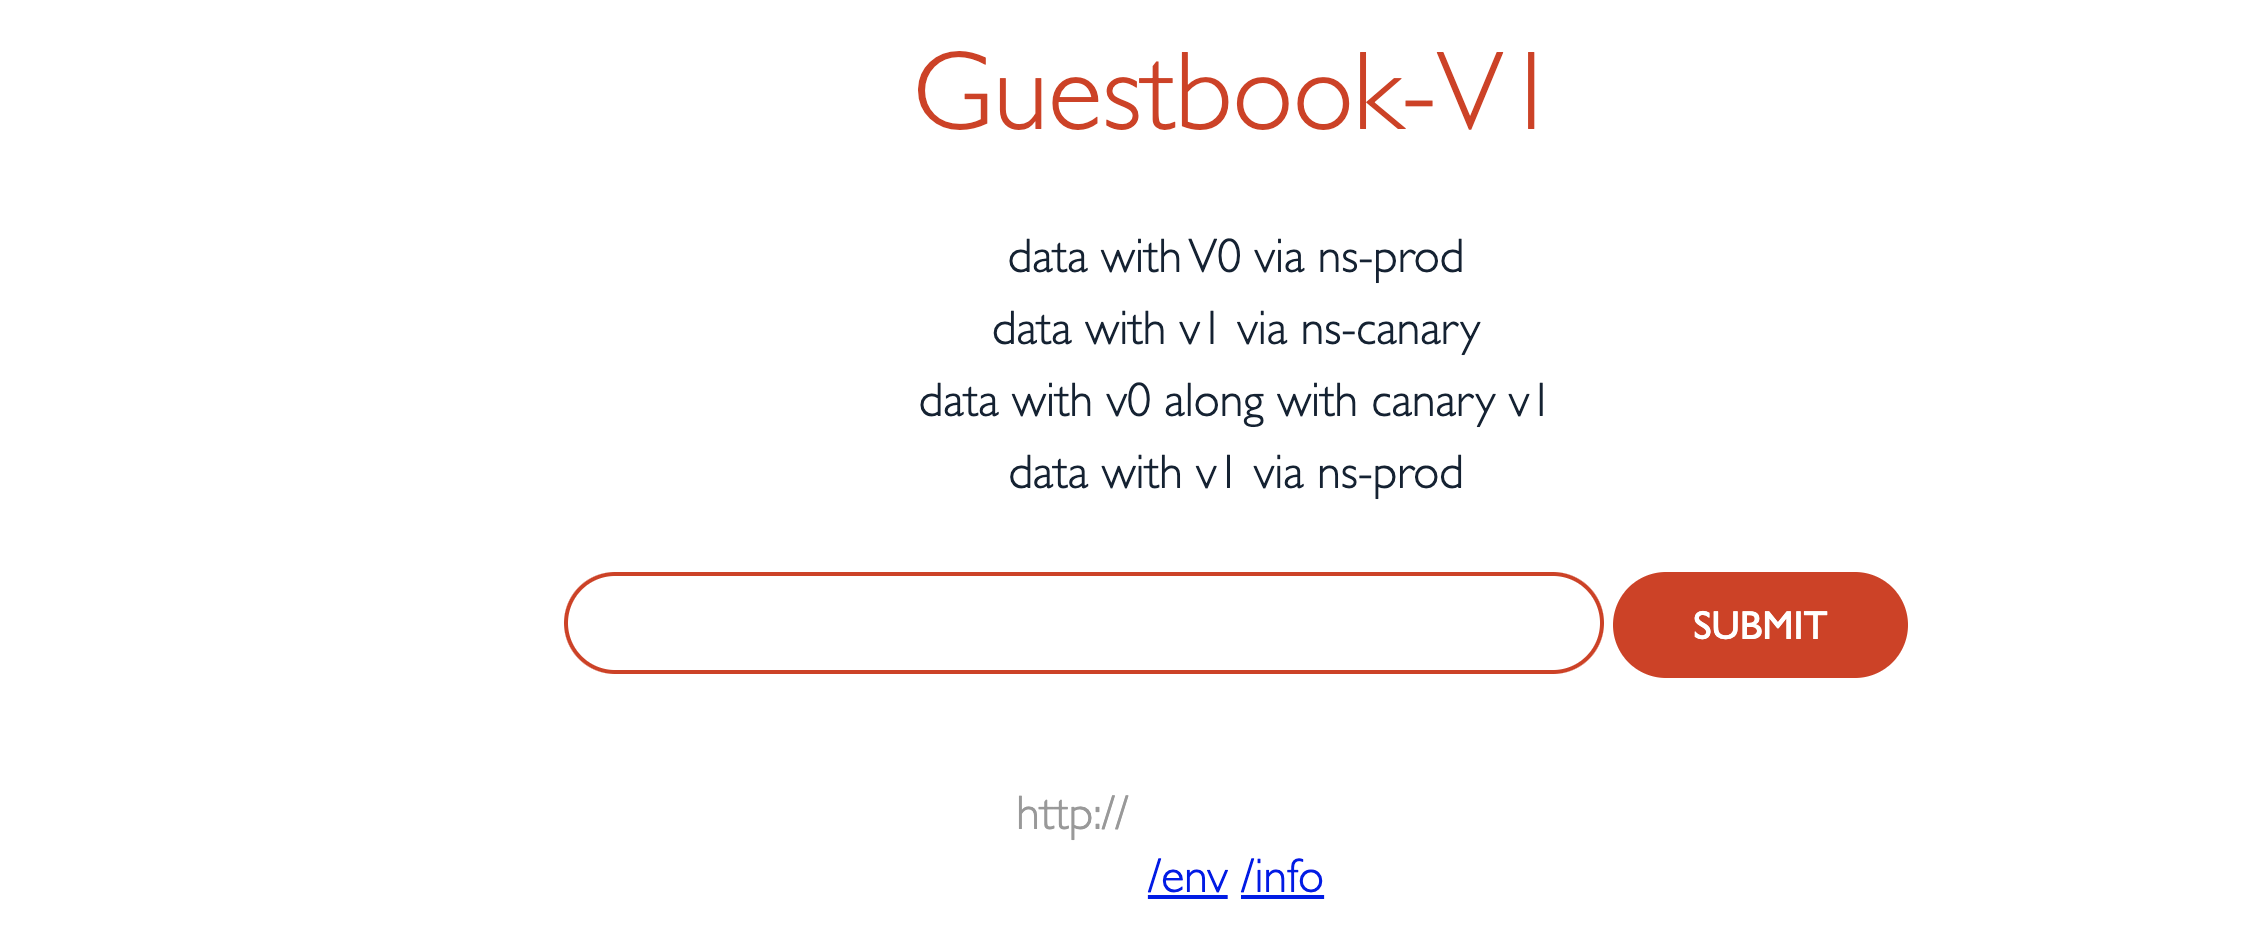 Guestbook-V1
data with V0 via ns-prod
data with v1 via ns-canary
data with v0 along with canary v1
data with v1 via ns-prod
SUBMIT
http://
/env /info